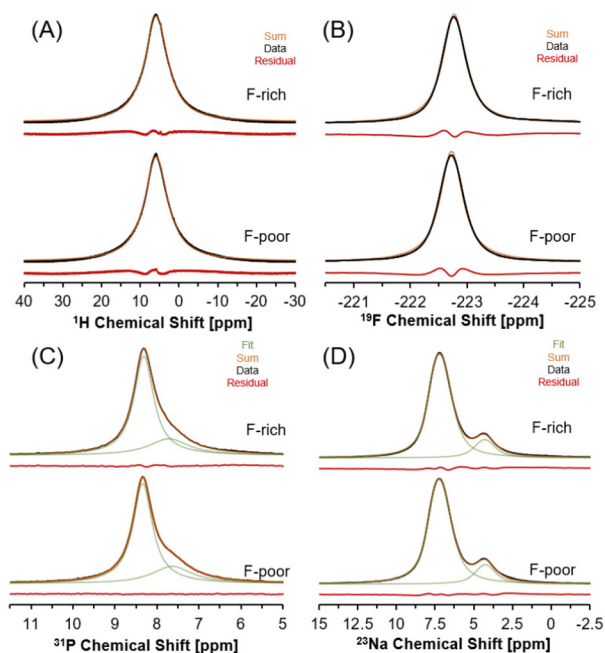 (A)
Sum
Data
Residual
F-rich
F-poor
40 30 20 10 0 -10 -20 -30
¹H Chemical Shift [ppm]
(B)
Sum
Data
Residual
F-rich
F-poor
-221 -222 -223 -224 -225
¹⁹F Chemical Shift [ppm]
(C)
Fit
Sum
Data
Residual
F-rich
F-poor
11 10 9 8 7 6 5
³¹P Chemical Shift [ppm]
(D)
Fit
Sum
Data
Residual
F-rich
F-poor
15 12.5 10 7.5 5 2.5 0 -2.5
²³Na Chemical Shift [ppm]